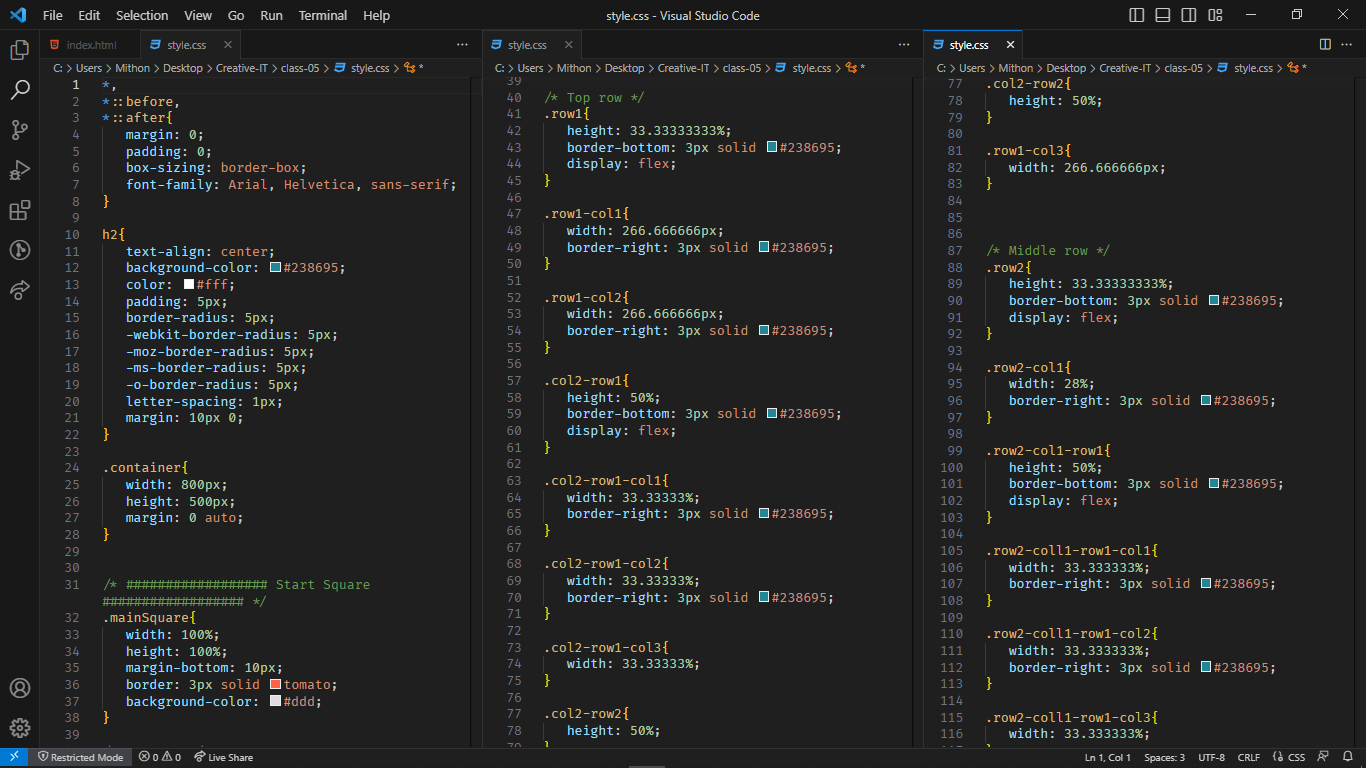 File Edit Selection View Go Run Terminal Help
style.css - Visual Studio Code
index.html
style.css
C: > Users > Mithon > Desktop > Creative-IT > class-05 > style.css > *
1 *,
2 *::before,
3 *::after{
4 margin: 0;
5 padding: 0;
6 box-sizing: border-box;
7 font-family: Arial, Helvetica, sans-serif;
8 }
9
10 h2{
11 text-align: center;
12 background-color: #238695;
13 color: #fff;
14 padding: 5px;
15 border-radius: 5px;
16 -webkit-border-radius: 5px;
17 -moz-border-radius: 5px;
18 -ms-border-radius: 5px;
19 -o-border-radius: 5px;
20 letter-spacing: 1px;
21 margin: 10px 0;
22 }
23
24 .container{
25 width: 800px;
26 height: 500px;
27 margin: 0 auto;
28 }
29
30
31 /* ################## Start Square
################## */
32 .mainSquare{
33 width: 100%;
34 height: 100%;
35 margin-bottom: 10px;
36 border: 3px solid tomato;
37 background-color: #ddd;
38 }
39
style.css
C: > Users > Mithon > Desktop > Creative-IT > class-05 > style.css > *
39
40 /* Top row */
41 .row1{
42 height: 33.33333333%;
43 border-bottom: 3px solid #238695;
44 display: flex;
45 }
46
47 .row1-col1{
48 width: 266.666666px;
49 border-right: 3px solid #238695;
50 }
51
52 .row1-col2{
53 width: 266.666666px;
54 border-right: 3px solid #238695;
55 }
56
57 .col2-row1{
58 height: 50%;
59 border-bottom: 3px solid #238695;
60 display: flex;
61 }
62
63 .col2-row1-col1{
64 width: 33.33333%;
65 border-right: 3px solid #238695;
66 }
67
68 .col2-row1-col2{
69 width: 33.33333%;
70 border-right: 3px solid #238695;
71 }
72
73 .col2-row1-col3{
74 width: 33.33333%;
75 }
76
77 .col2-row2{
78 height: 50%;
style.css
C: > Users > Mithon > Desktop > Creative-IT > class-05 > style.css > *
77 .col2-row2{
78 height: 50%;
79 }
80
81 .row1-col3{
82 width: 266.666666px;
83 }
84
85
86
87 /* Middle row */
88 .row2{
89 height: 33.33333333%;
90 border-bottom: 3px solid #238695;
91 display: flex;
92 }
93
94 .row2-col1{
95 width: 28%;
96 border-right: 3px solid #238695;
97 }
98
99 .row2-col1-row1{
100 height: 50%;
101 border-bottom: 3px solid #238695;
102 display: flex;
103 }
104
105 .row2-coll1-row1-col1{
106 width: 33.333333%;
107 border-right: 3px solid #238695;
108 }
109
110 .row2-coll1-row1-col2{
111 width: 33.333333%;
112 border-right: 3px solid #238695;
113 }
114
115 .row2-coll1-row1-col3{
116 width: 33.333333%;
Restricted Mode 0 0 Live Share
Ln 1, Col 1 Spaces: 3 UTF-8 CRLF CSS